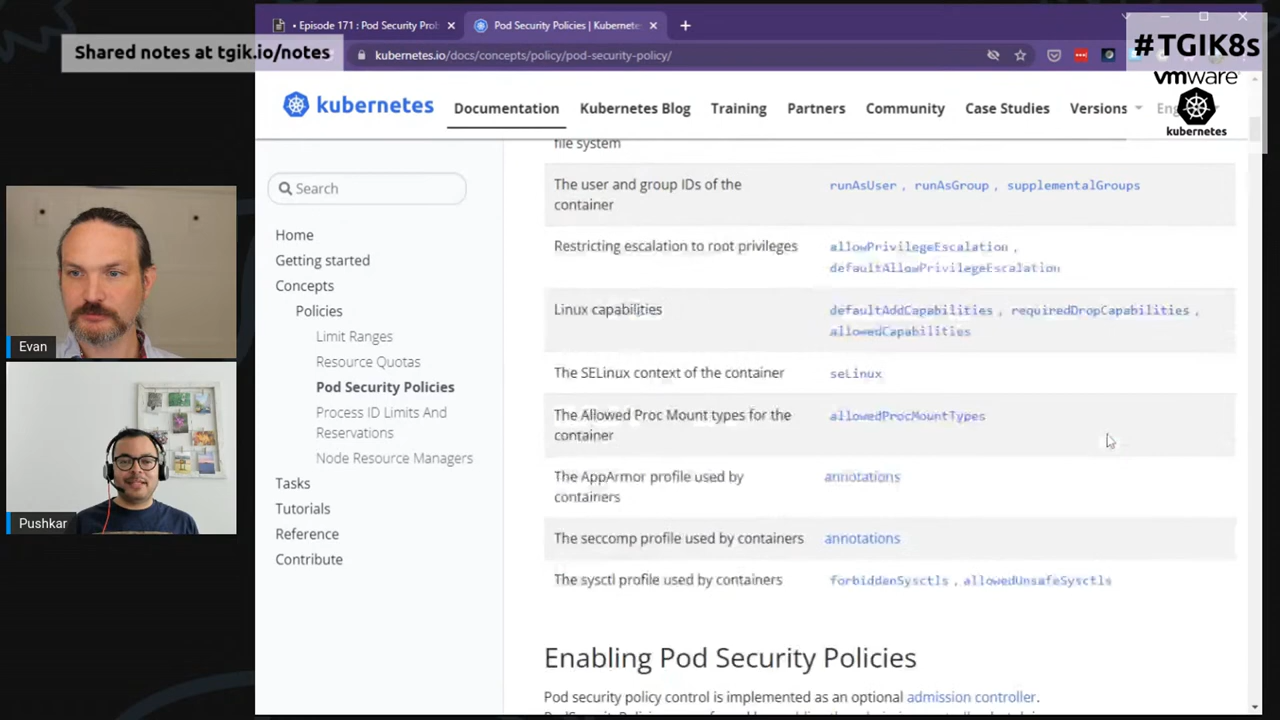 • Episode 171 : Pod Security Prob
Pod Security Policies | Kubernete
Shared notes at tgik.io/notes
kubernetes.io/docs/concepts/policy/pod-security-policy/
#TGIK8s
vmware
kubernetes
kubernetes
Documentation
Kubernetes Blog
Training
Partners
Community
Case Studies
Versions
Search
Home
Getting started
Concepts
Policies
Limit Ranges
Resource Quotas
Pod Security Policies
Process ID Limits And
Reservations
Node Resource Managers
Tasks
Tutorials
Reference
Contribute
file system
The user and group IDs of the
container
runAsUser , runAsGroup , supplementalGroups
Restricting escalation to root privileges
allowPrivilegeEscalation ,
defaultAllowPrivilegeEscalation
Linux capabilities
defaultAddCapabilities , requiredDropCapabilities ,
allowedCapabilities
The SELinux context of the container
seLinux
The Allowed Proc Mount types for the
container
allowedProcMountTypes
The AppArmor profile used by
containers
annotations
The seccomp profile used by containers
annotations
The sysctl profile used by containers
forbiddenSysctls , allowedUnsafeSysctls
Enabling Pod Security Policies
Pod security policy control is implemented as an optional admission controller.
Evan
Pushkar